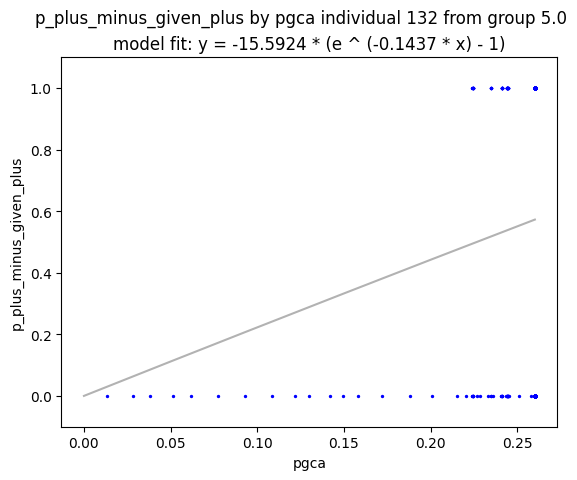 p_plus_minus_given_plus by pgca individual 132 from group 5.0
model fit: y = -15.5924 * (e ^ (-0.1437 * x) - 1)
1.0
0.8
0.6
0.4
0.2
0.0
p_plus_minus_given_plus
0.00 0.05 0.10 0.15 0.20 0.25
pgca